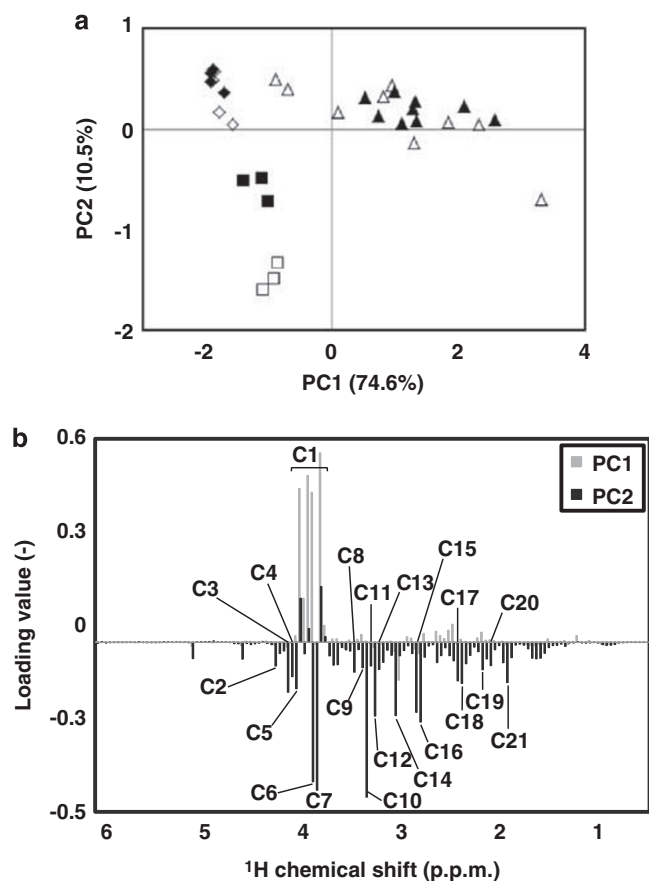 a
1
0
-1
-2
PC2 (10.5%)
-2
0
2
4
PC1 (74.6%)
b
0.6
0.3
0
-0.3
-0.5
Loading value (-)
PC1
PC2
C1
C3
C4
C8
C11
C13
C15
C17
C20
C2
C5
C6
C7
C9
C10
C12
C14
C16
C18
C19
C21
6
5
4
3
2
1
¹H chemical shift (p.p.m.)